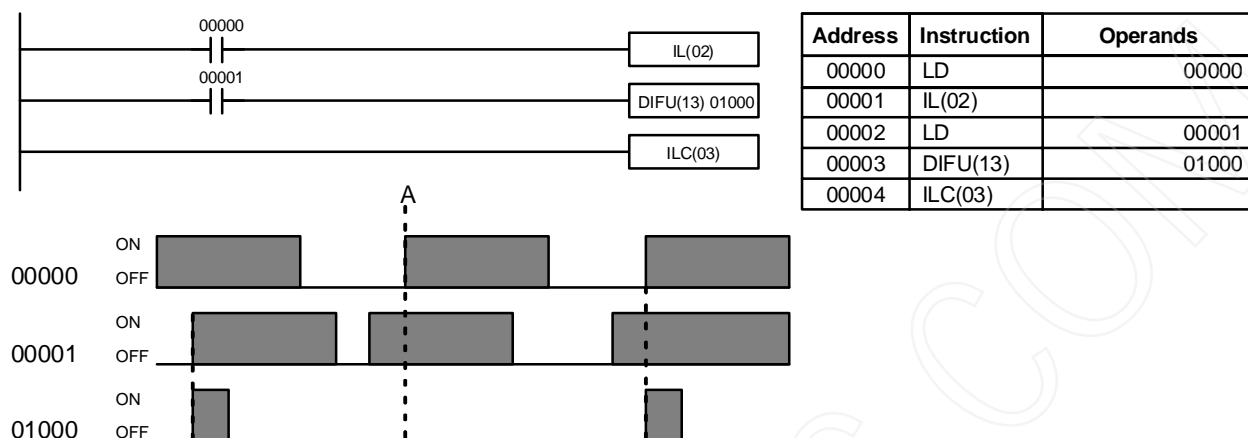 00000
IL(02)
00001
DIFU(13) 01000
ILC(03)
Address Instruction Operands
00000 LD 00000
00001 IL(02)
00002 LD 00001
00003 DIFU(13) 01000
00004 ILC(03)
A
ON
00000 OFF
ON
00001 OFF
ON
01000 OFF